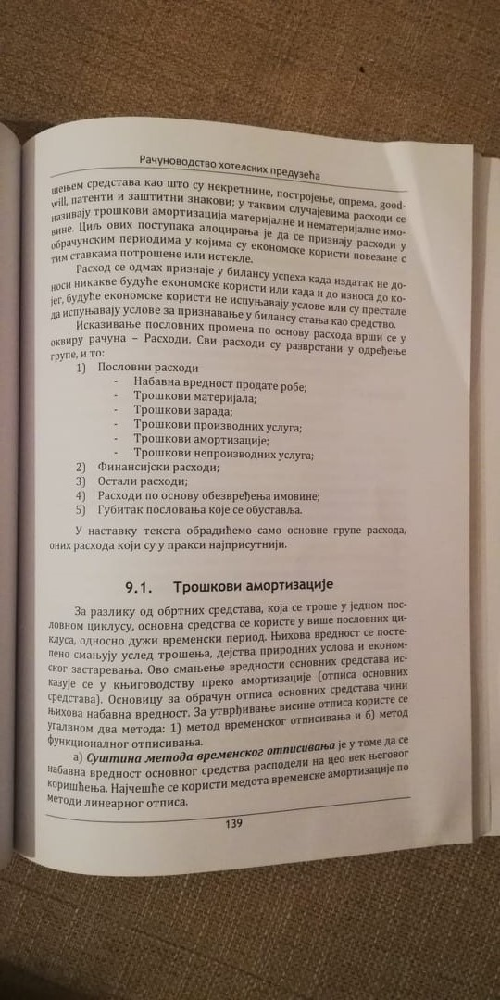 Рачуноводство хотелских предузећа
шењем средстава као што су некретнине, постројење, опрема, good-
will, патенти и заштитни знакови; у таквим случајевима расходи се
називају трошкови амортизација материјалне и нематеријалне имо-
вине. Циљ ових поступака алоцирања је да се признају расходи у
обрачунским периодима у којима су економске користи повезане с
тим ставкама потрошене или истекле.
Расход се одмах признаје у билансу успеха када издатак не до-
носи никакве будуће економске користи или када и до износа до ко-
јег, будуће економске користи не испуњавају услове или су престале
да испуњавају услове за признавање у билансу стања као средство.
Исказивање пословних промена по основу расхода врши се у
оквиру рачуна – Расходи. Сви расходи су разврстани у одређење
групе, и то:
1) Пословни расходи
- Набавна вредност продате робе;
- Трошкови материјала;
- Трошкови зарада;
- Трошкови производних услуга;
- Трошкови амортизације;
- Трошкови непроизводних услуга;
2) Финансијски расходи;
3) Остали расходи;
4) Расходи по основу обезвређења имовине;
5) Губитак пословања које се обуставља.
У наставку текста обрадићемо само основне групе расхода,
оних расхода који су у пракси најприсутнији.
9.1. Трошкови амортизације
За разлику од обртних средстава, која се троше у једном пос-
ловном циклусу, основна средства се користе у више пословних ци-
клуса, односно дужи временски период. Њихова вредност се посте-
пено смањују услед трошења, дејства природних услова и економ-
ског застаревања. Ово смањење вредности основних средстава ис-
казује се у књиговодству преко амортизације (отписа основних
средстава). Основицу за обрачун отписа основних средстава чини
њихова набавна вредност. За утврђивање висине отписа користе се
угалвном два метода: 1) метод временског отписивања и б) метод
функционалног отписивања.
а) Суштина метода временског отписивања је у томе да се
набавна вредност основног средства расподели на цео век његовог
коришћења. Најчешће се користи медота временске амортизације по
методи линеарног отписа.
139